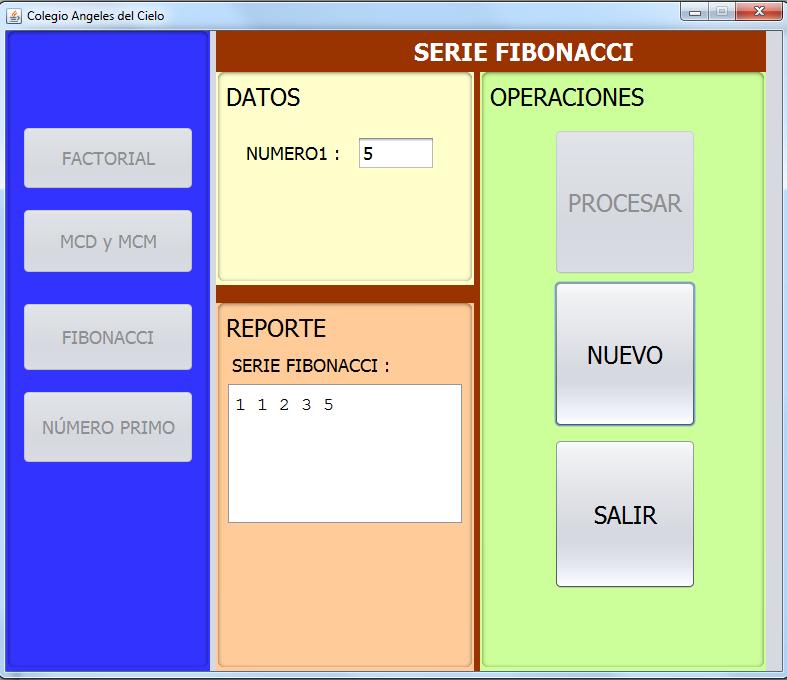 Colegio Angeles del Cielo
FACTORIAL
MCD y MCM
FIBONACCI
NÚMERO PRIMO
SERIE FIBONACCI
DATOS
NUMERO1 : 5
REPORTE
SERIE FIBONACCI :
1 1 2 3 5
OPERACIONES
PROCESAR
NUEVO
SALIR